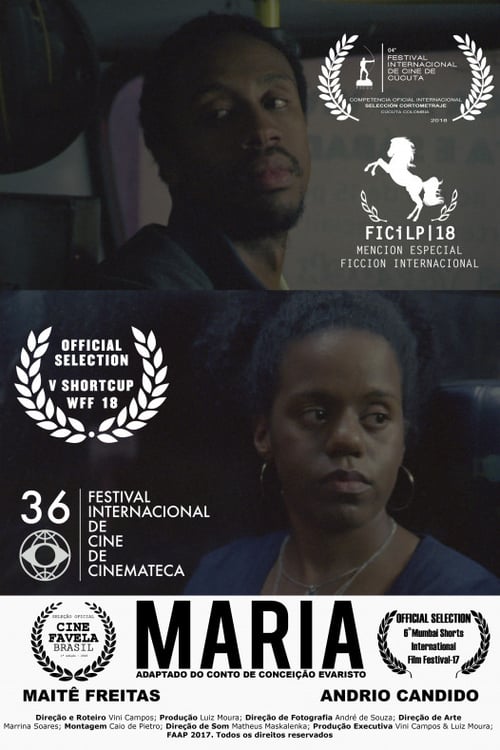 04º
FESTIVAL
INTERNACIONAL
DE CINE DE
CÚCUTA
COMPETENCIA OFICIAL INTERNACIONAL
SELECCIÓN CORTOMETRAJE
CÚCUTA COLOMBIA
2018
FICiLP|18
MENCION ESPECIAL
FICCION INTERNACIONAL
OFFICIAL
SELECTION
V SHORTCUP
WFF 18
36
FESTIVAL
INTERNACIONAL
DE
CINE
DE
CINEMATECA
SELEÇÃO OFICIAL
CINE
FAVELA
BRASIL
MARIA
ADAPTADO DO CONTO DE CONCEIÇÃO EVARISTO
OFFICIAL SELECTION
6th Mumbai Shorts
International
Film Festival-17
MAITÊ FREITAS
ANDRIO CANDIDO
Direção e Roteiro Vini Campos; Produção Luiz Moura; Direção de Fotografia André de Souza; Direção de Arte
Marrina Soares; Montagem Caio de Pietro; Direção de Som Matheus Maskalenka; Produção Executiva Vini Campos & Luiz Moura;
FAAP 2017. Todos os direitos reservados